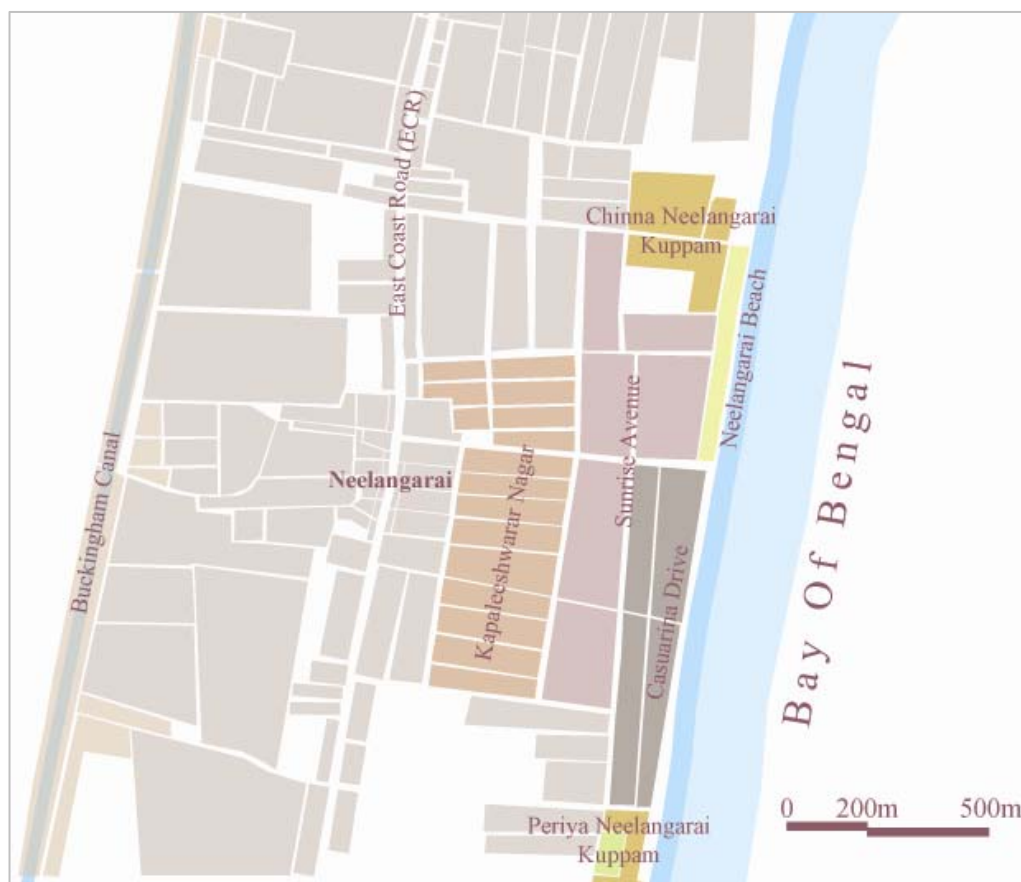 East Coast Road (ECR)
Chinna Neelangarai
Kuppam
Neelangarai Beach
Sunrise Avenue
Neelangarai
Kapaleeshwarar Nagar
Buckingham Canal
Casuarina Drive
Bay Of Bengal
0 200m 500m
Periya Neelangarai
Kuppam